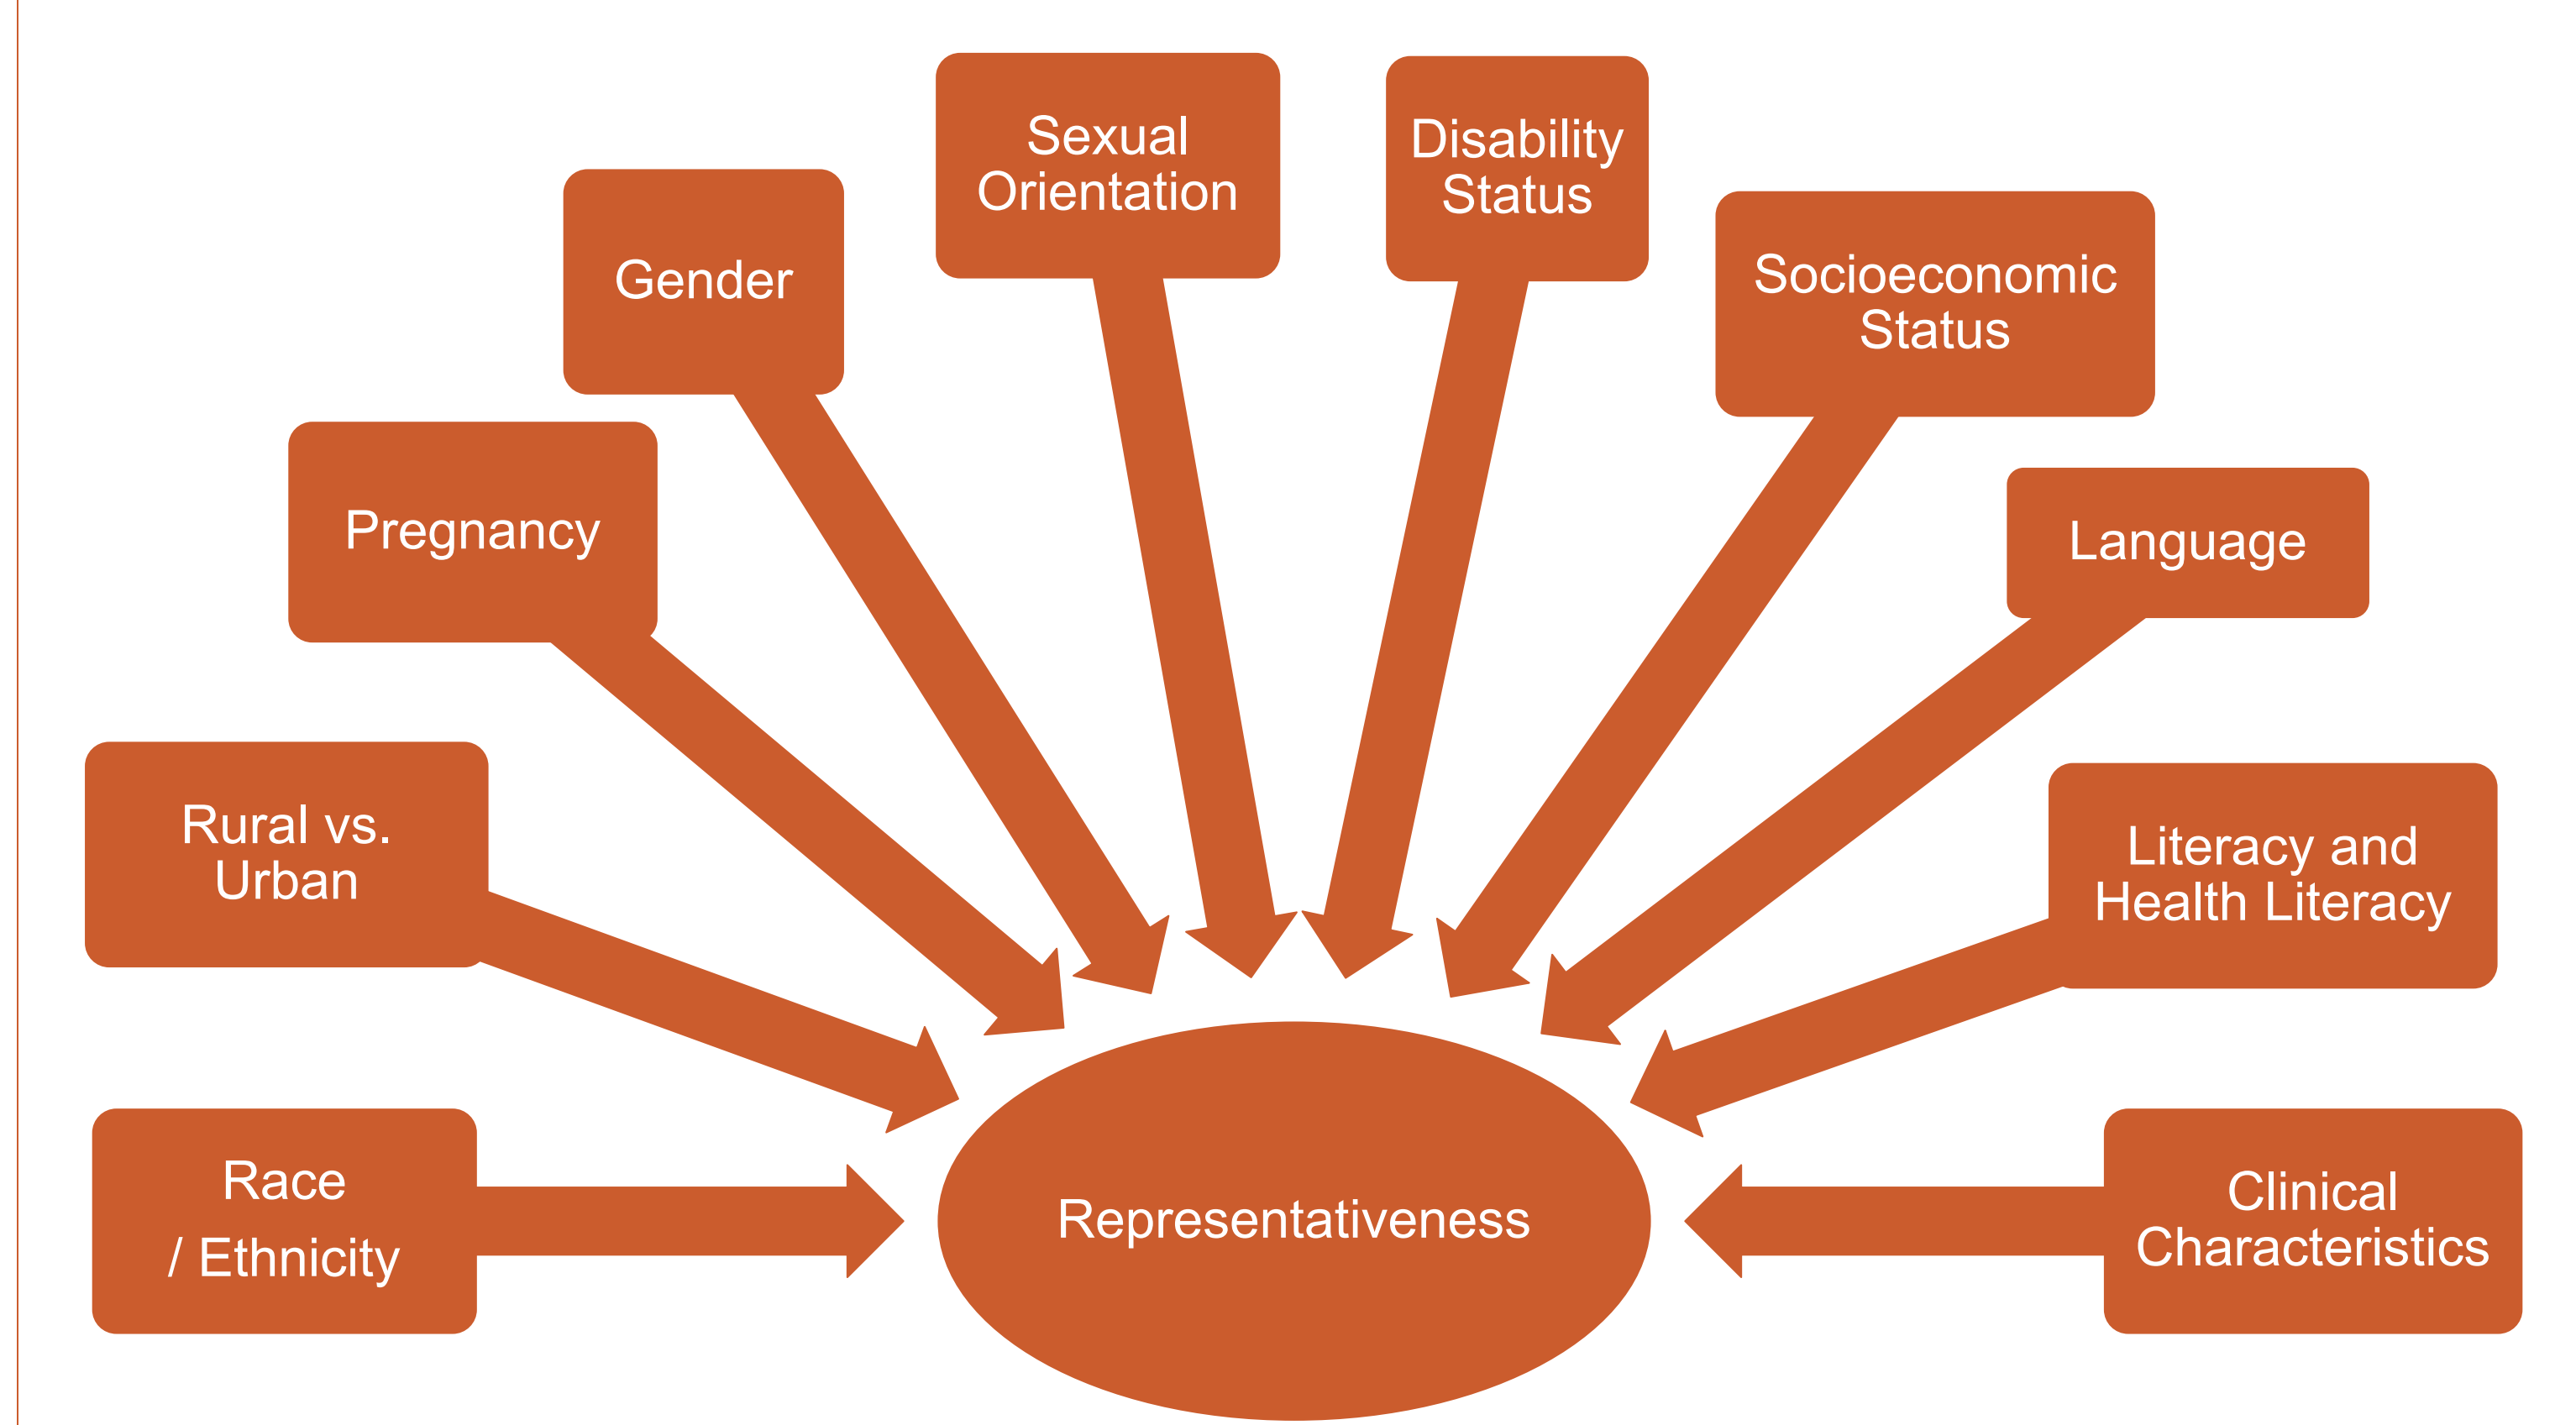 Sexual
Orientation
Disability
Status
Gender
Socioeconomic
Status
Pregnancy
Language
Rural vs.
Urban
Literacy and
Health Literacy
Race
/ Ethnicity
Representativeness
Clinical
Characteristics